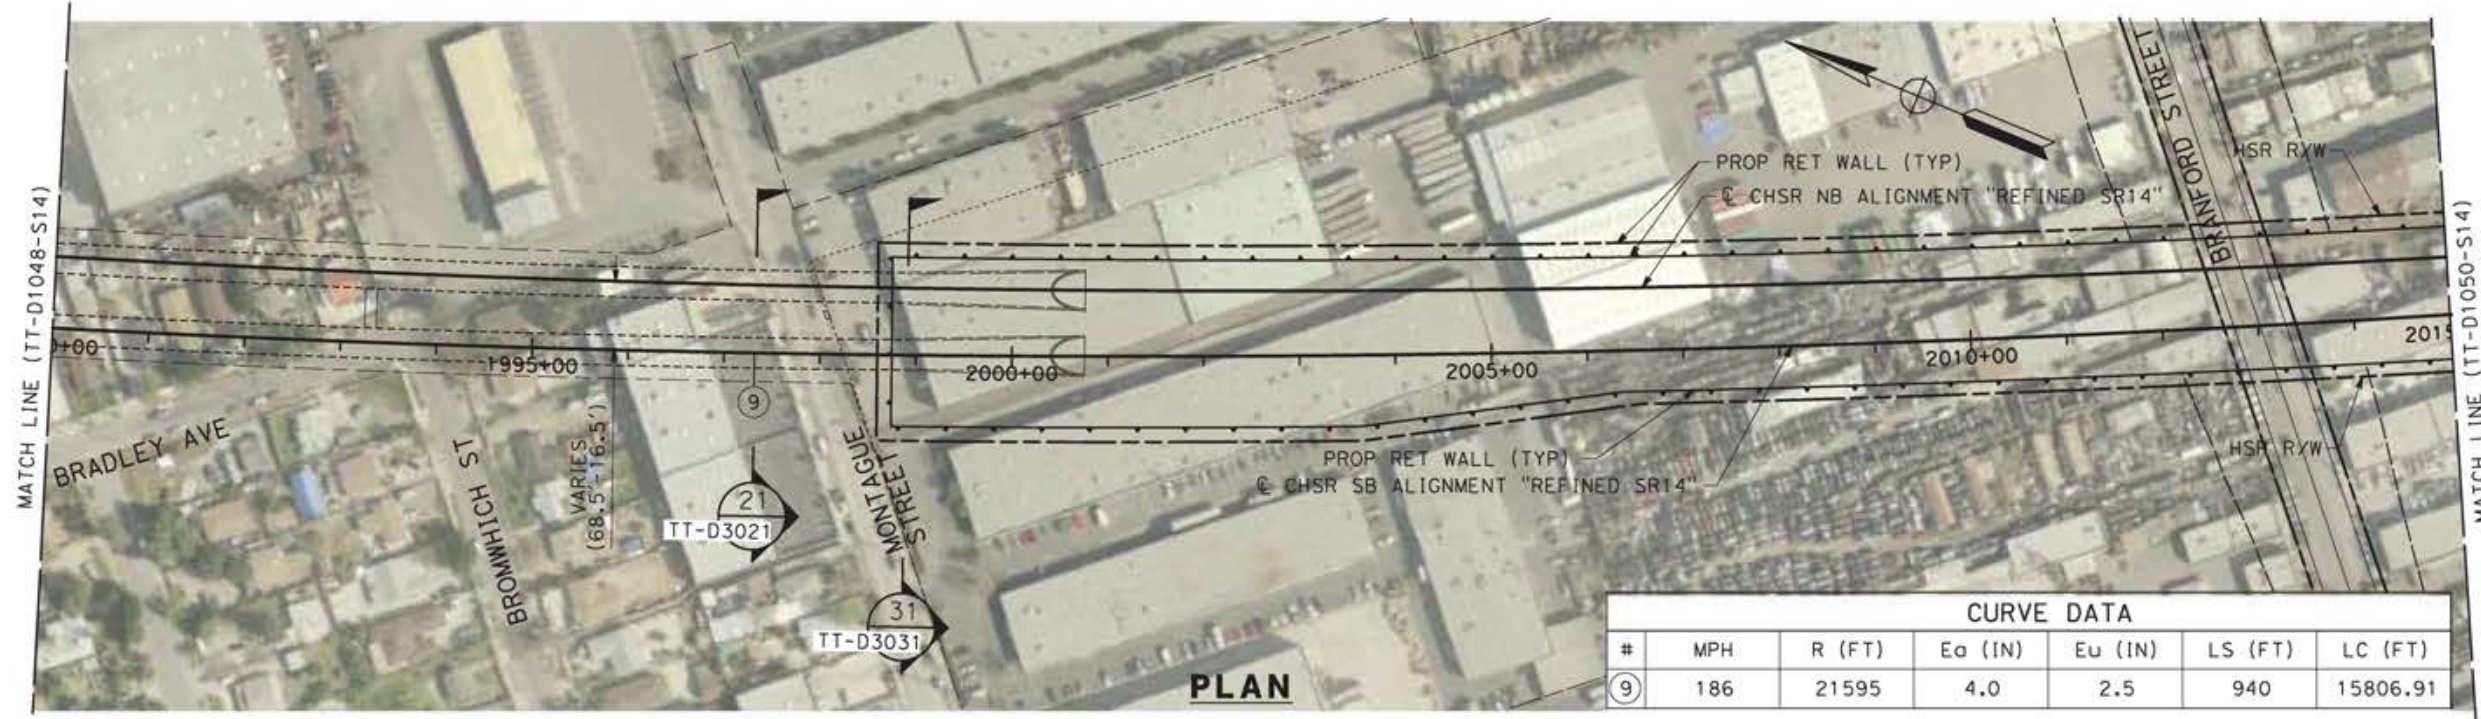 MATCH LINE (TT-D1048-S14)
BRADLEY AVE
BROMWHICH ST
VARIES
(68.5'-16.5')
1995+00
9
21
TT-D3021
MONTAGUE
STREET
31
TT-D3031
2000+00
2005+00
2010+00
PROP RET WALL (TYP)
℄ CHSR NB ALIGNMENT "REFINED SR14"
PROP RET WALL (TYP)
℄ CHSR SB ALIGNMENT "REFINED SR14"
BRANFORD STREET
HSR R/W
HSR R/W
MATCH LINE (TT-D1050-S14)
PLAN
CURVE DATA
# MPH R (FT) Ea (IN) Eu (IN) LS (FT) LC (FT)
9 186 21595 4.0 2.5 940 15806.91